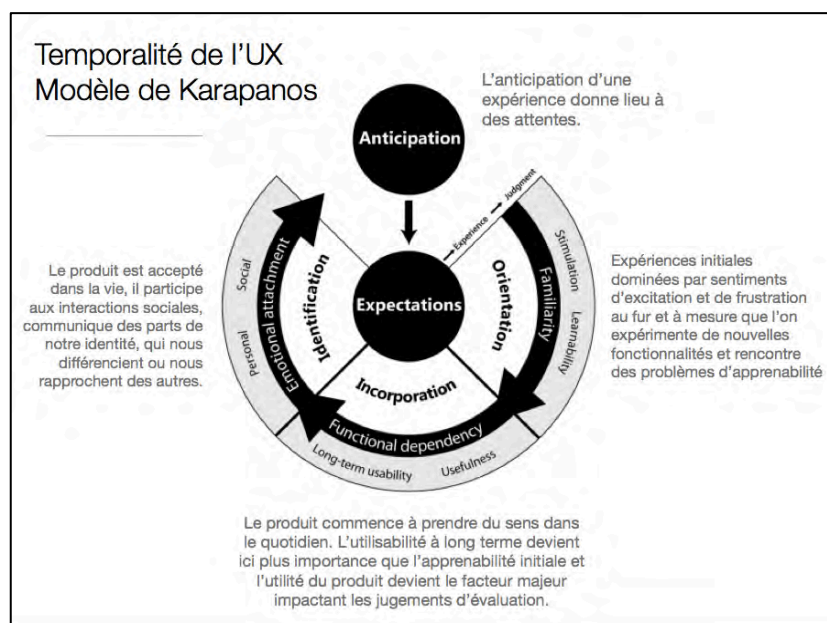 Temporalité de l’UX
Modèle de Karapanos
L’anticipation d’une
expérience donne lieu à
des attentes.
Anticipation
Experience
Judgment
Expectations
Orientation
Familiarity
Stimulation
Learnability
Expériences initiales
dominées par sentiments
d’excitation et de frustration
au fur et à mesure que l’on
expérimente de nouvelles
fonctionnalités et rencontre
des problèmes d’apprenabilité
Incorporation
Functional dependency
Long-term usability
Usefulness
Le produit commence à prendre du sens dans
le quotidien. L’utilisabilité à long terme devient
ici plus importance que l’apprenabilité initiale et
l’utilité du produit devient le facteur majeur
impactant les jugements d’évaluation.
Identification
Emotional attachment
Personal
Social
Le produit est accepté
dans la vie, il participe
aux interactions sociales,
communique des parts de
notre identité, qui nous
différencient ou nous
rapprochent des autres.